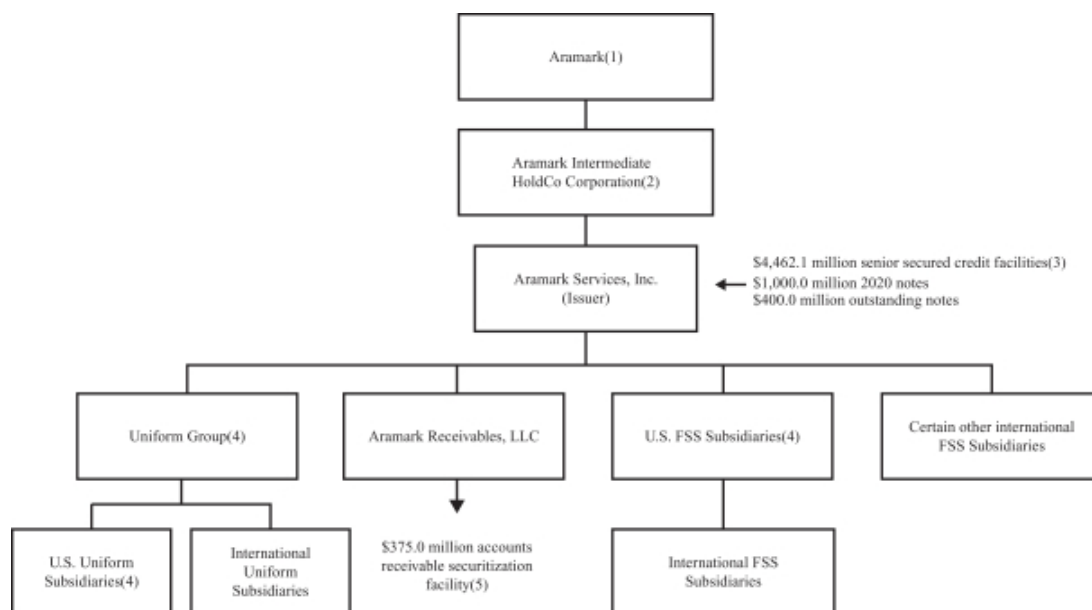 Aramark(1)
Aramark Intermediate
HoldCo Corporation(2)
Aramark Services, Inc.
(Issuer)
$4,462.1 million senior secured credit facilities(3)
$1,000.0 million 2020 notes
$400.0 million outstanding notes
Uniform Group(4)
Aramark Receivables, LLC
U.S. FSS Subsidiaries(4)
Certain other international
FSS Subsidiaries
U.S. Uniform
Subsidiaries(4)
International
Uniform
Subsidiaries
$375.0 million accounts
receivable securitization
facility(5)
International FSS
Subsidiaries